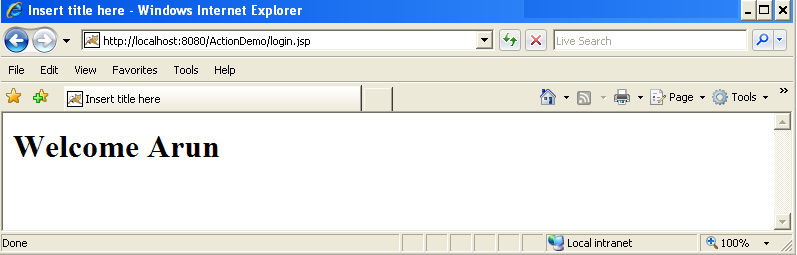 Insert title here - Windows Internet Explorer
http://localhost:8080/ActionDemo/login.jsp
Live Search
File Edit View Favorites Tools Help
Insert title here
Page Tools »
Welcome Arun
Done Local intranet 100%